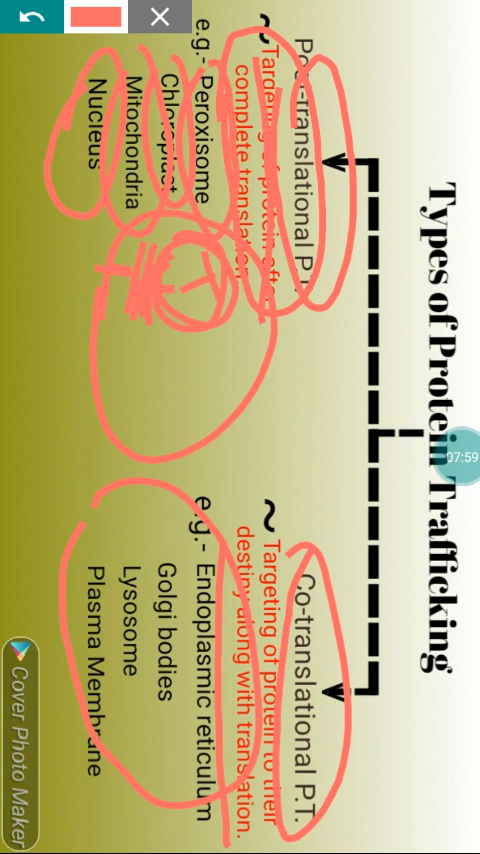 Types of Protein Trafficking
07:59
Post-translational P.T.
~ Targeting of protein after
complete translation.
e.g.- Peroxisome
Chloroplast
Mitochondria
Nucleus
Co-translational P.T.
~ Targeting of protein to their
destiny along with translation.
e.g.- Endoplasmic reticulum
Golgi bodies
Lysosome
Plasma Membrane
Cover Photo Maker